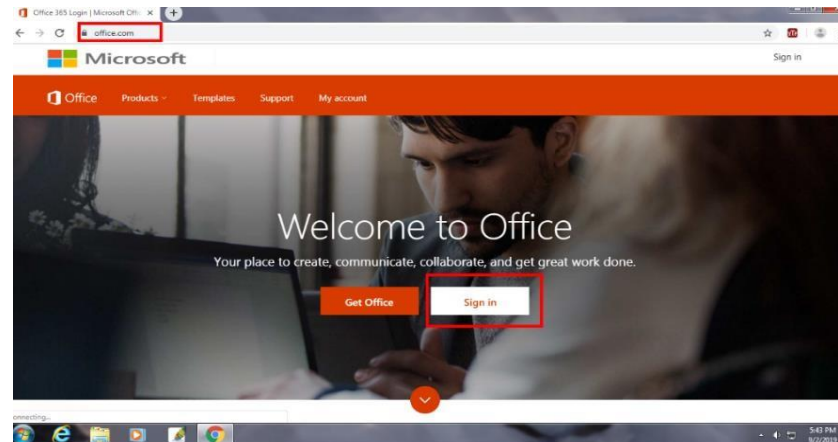 Office 365 Login | Microsoft Offi
office.com
Microsoft
Sign in
Office Products Templates Support My account
Welcome to Office
Your place to create, communicate, collaborate, and get great work done.
Get Office Sign in
onnecting...
5:43 PM